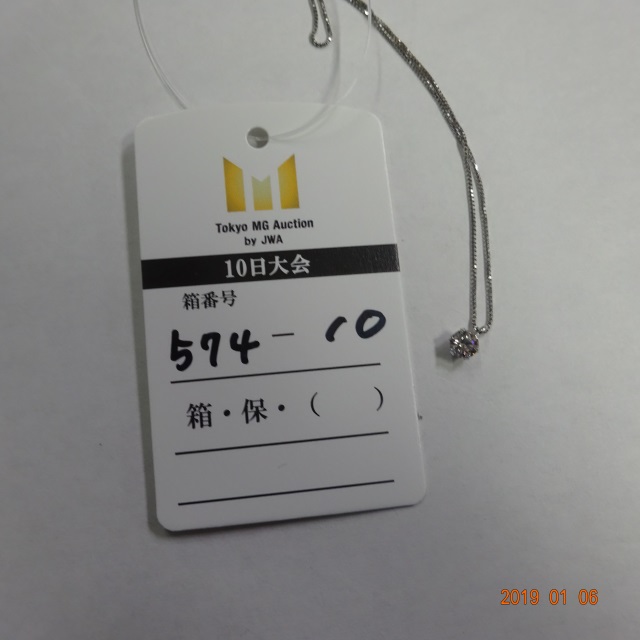 Tokyo MG Auction
by JWA
10日大会
箱番号
574 - 10
箱・保・（　　）
2019 01 06